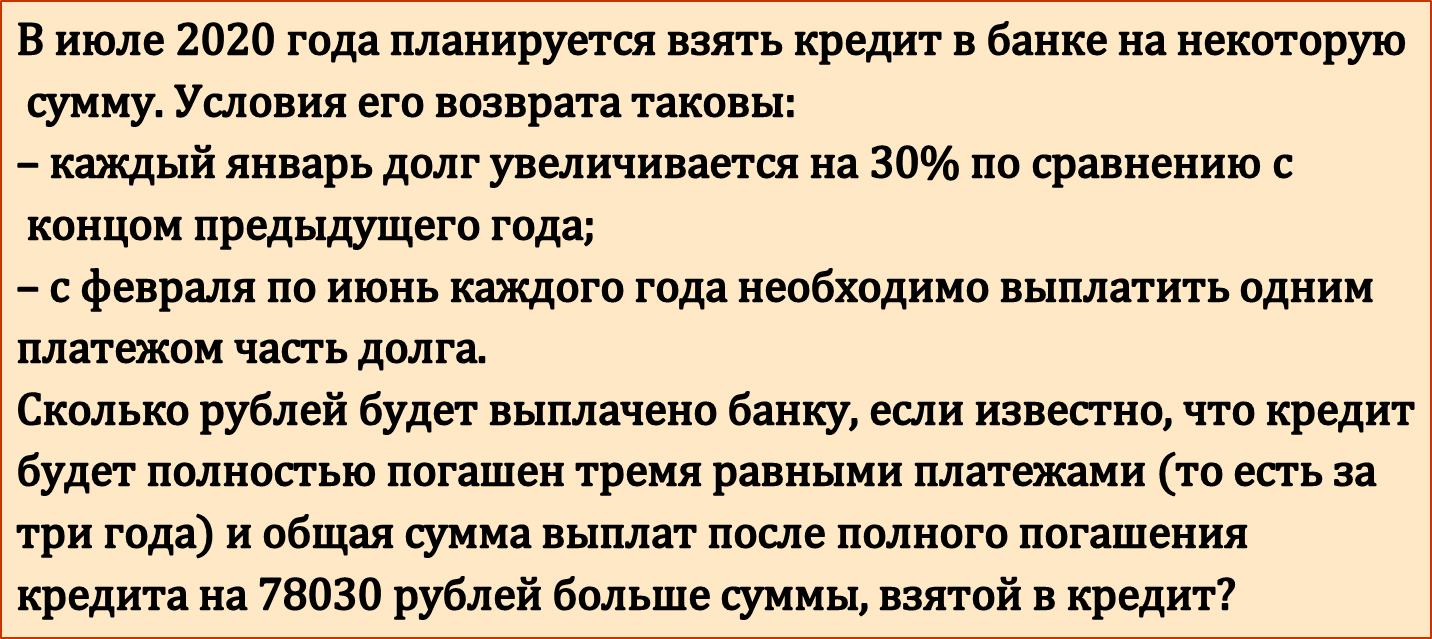 В июле 2020 года планируется взять кредит в банке на некоторую
сумму. Условия его возврата таковы:
– каждый январь долг увеличивается на 30% по сравнению с
концом предыдущего года;
– с февраля по июнь каждого года необходимо выплатить одним
платежом часть долга.
Сколько рублей будет выплачено банку, если известно, что кредит
будет полностью погашен тремя равными платежами (то есть за
три года) и общая сумма выплат после полного погашения
кредита на 78030 рублей больше суммы, взятой в кредит?